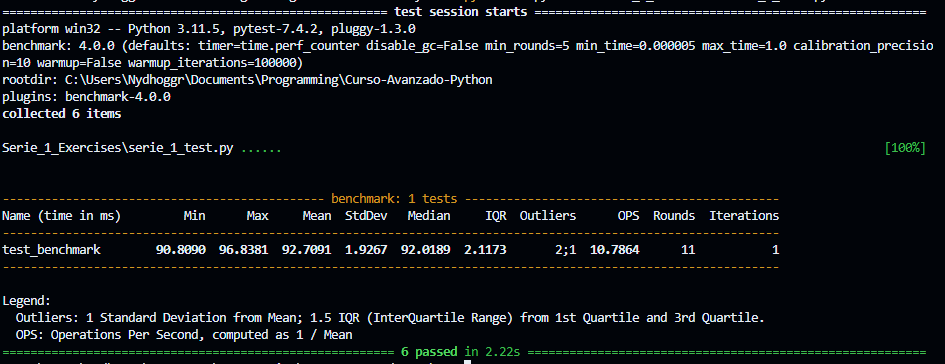 ============================================== test session starts ==============================================
platform win32 -- Python 3.11.5, pytest-7.4.2, pluggy-1.3.0
benchmark: 4.0.0 (defaults: timer=time.perf_counter disable_gc=False min_rounds=5 min_time=0.000005 max_time=1.0 calibration_precisio
n=10 warmup=False warmup_iterations=100000)
rootdir: C:\Users\Nydhoggr\Documents\Programming\Curso-Avanzado-Python
plugins: benchmark-4.0.0
collected 6 items
Serie_1_Exercises\serie_1_test.py ...... [100%]
---------------------------------------------- benchmark: 1 tests ----------------------------------------------
Name (time in ms) Min Max Mean StdDev Median IQR Outliers OPS Rounds Iterations
----------------------------------------------------------------------------------------------------------------
test_benchmark 90.8090 96.8381 92.7091 1.9267 92.0189 2.1173 2;1 10.7864 11 1
----------------------------------------------------------------------------------------------------------------
Legend:
Outliers: 1 Standard Deviation from Mean; 1.5 IQR (InterQuartile Range) from 1st Quartile and 3rd Quartile.
OPS: Operations Per Second, computed as 1 / Mean
============================================== 6 passed in 2.22s ==============================================